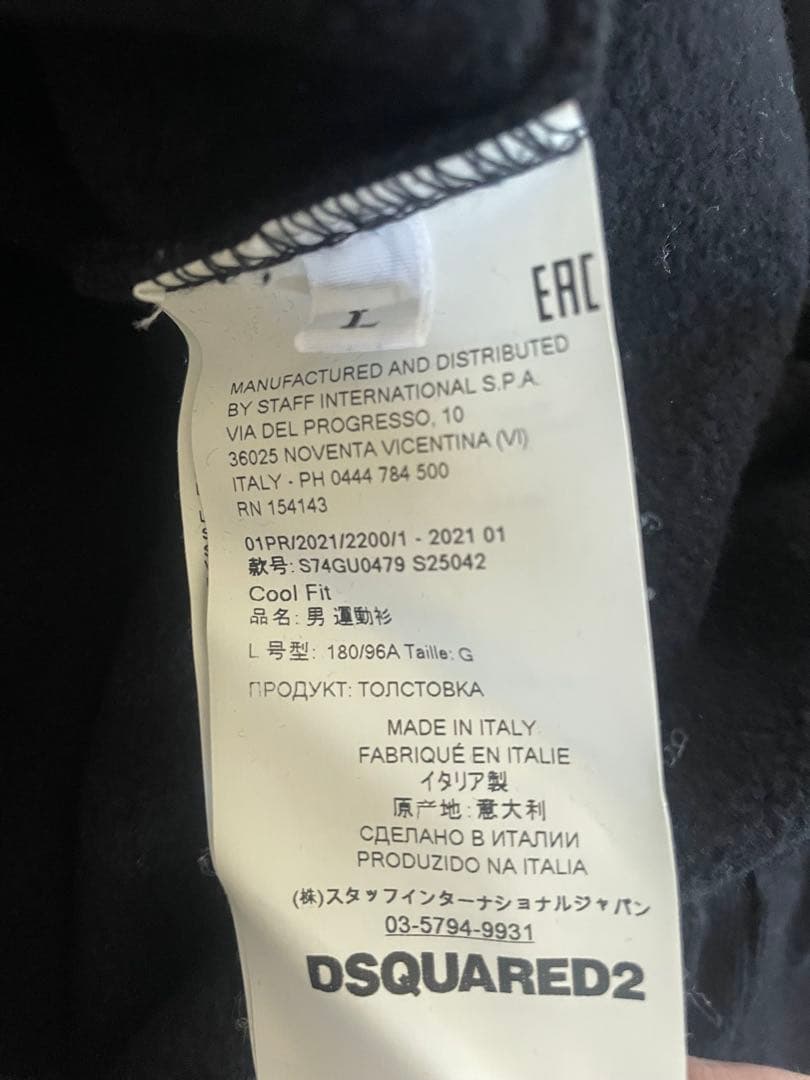 L
EAC
MANUFACTURED AND DISTRIBUTED
BY STAFF INTERNATIONAL S.P.A.
VIA DEL PROGRESSO, 10
36025 NOVENTA VICENTINA (VI)
ITALY - PH 0444 784 500
RN 154143
01PR/2021/2200/1 - 2021 01
款号: S74GU0479 S25042
Cool Fit
品名: 男 運動衫
L 号型: 180/96A Taille: G
ПРОДУКТ: ТОЛСТОВКА
MADE IN ITALY
FABRIQUÉ EN ITALIE
イタリア製
原产地: 意大利
СДЕЛАНО В ИТАЛИИ
PRODUZIDO NA ITALIA
(株)スタッフインターナショナルジャパン
03-5794-9931
DSQUARED2